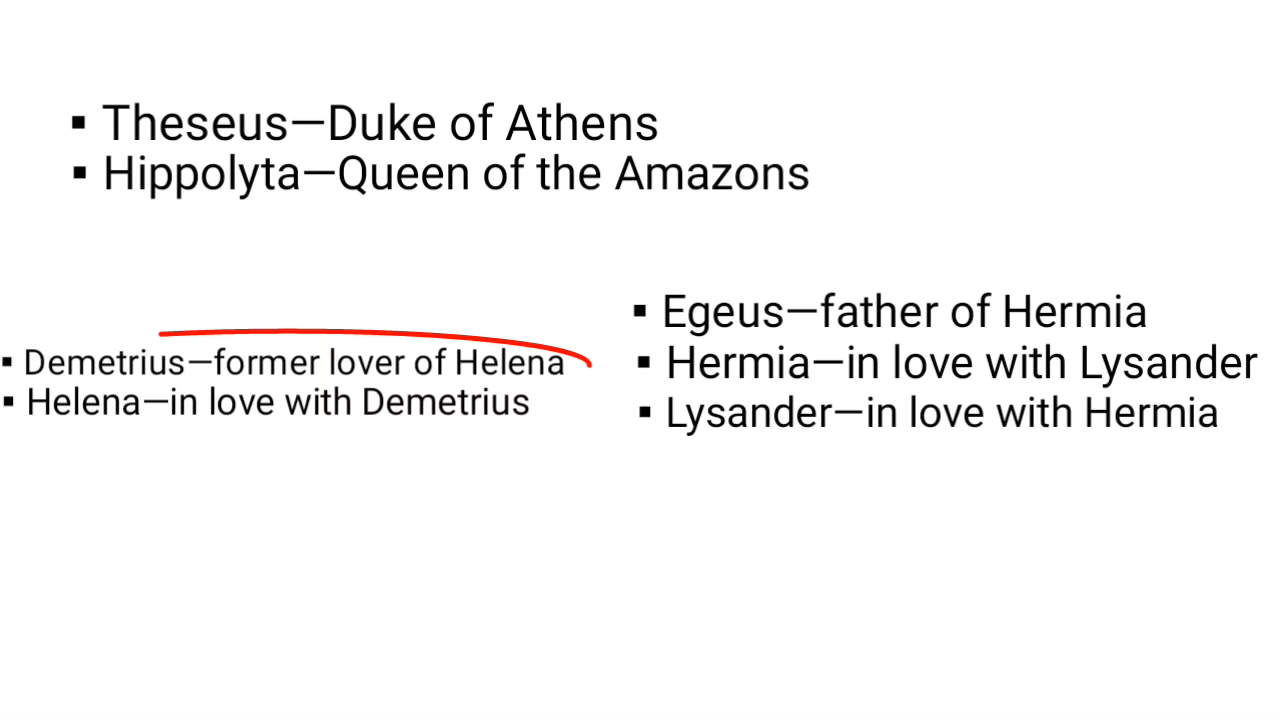 ▪ Theseus—Duke of Athens
▪ Hippolyta—Queen of the Amazons
▪ Demetrius—former lover of Helena
▪ Helena—in love with Demetrius
▪ Egeus—father of Hermia
▪ Hermia—in love with Lysander
▪ Lysander—in love with Hermia